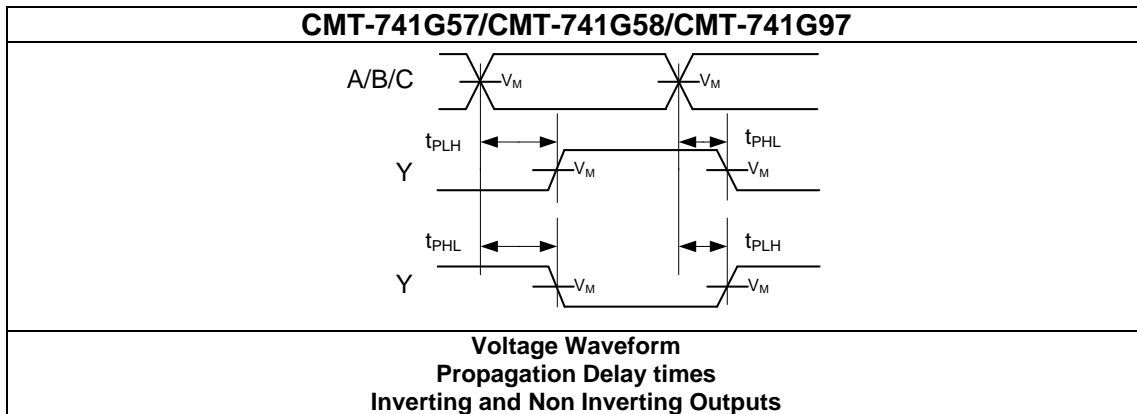 CMT-741G57/CMT-741G58/CMT-741G97
A/B/C VM VM
tPLH tPHL
Y VM VM
tPHL tPLH
Y VM VM
Voltage Waveform
Propagation Delay times
Inverting and Non Inverting Outputs